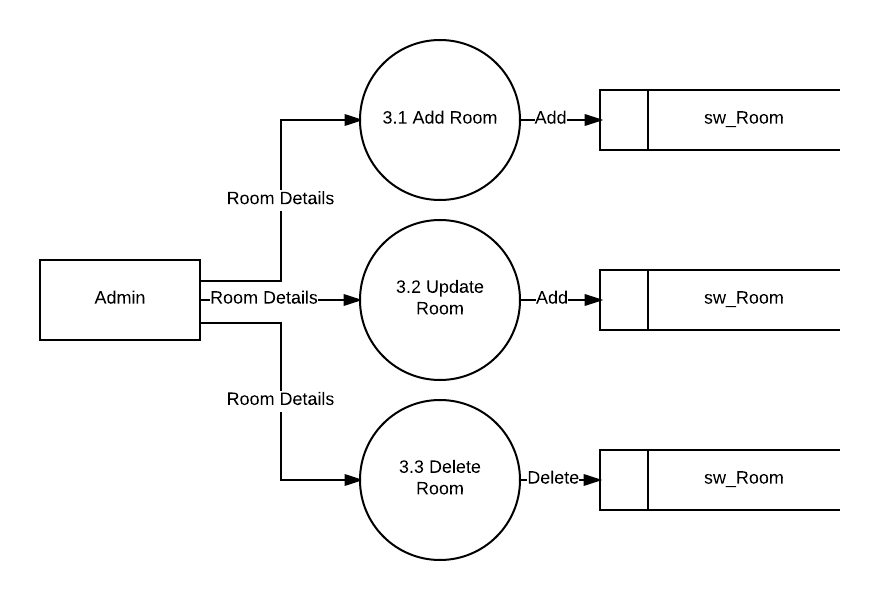 3.1 Add Room
Add
sw_Room
Room Details
Admin
Room Details
3.2 Update
Room
Add
sw_Room
Room Details
3.3 Delete
Room
Delete
sw_Room